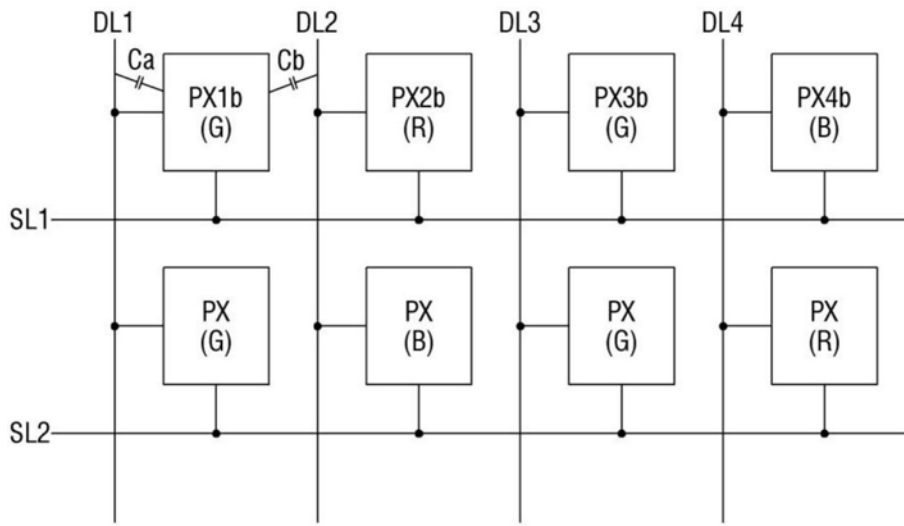 DL1 DL2 DL3 DL4
Ca Cb
PX1b PX2b PX3b PX4b
(G) (R) (G) (B)
SL1
PX PX PX PX
(G) (B) (G) (R)
SL2